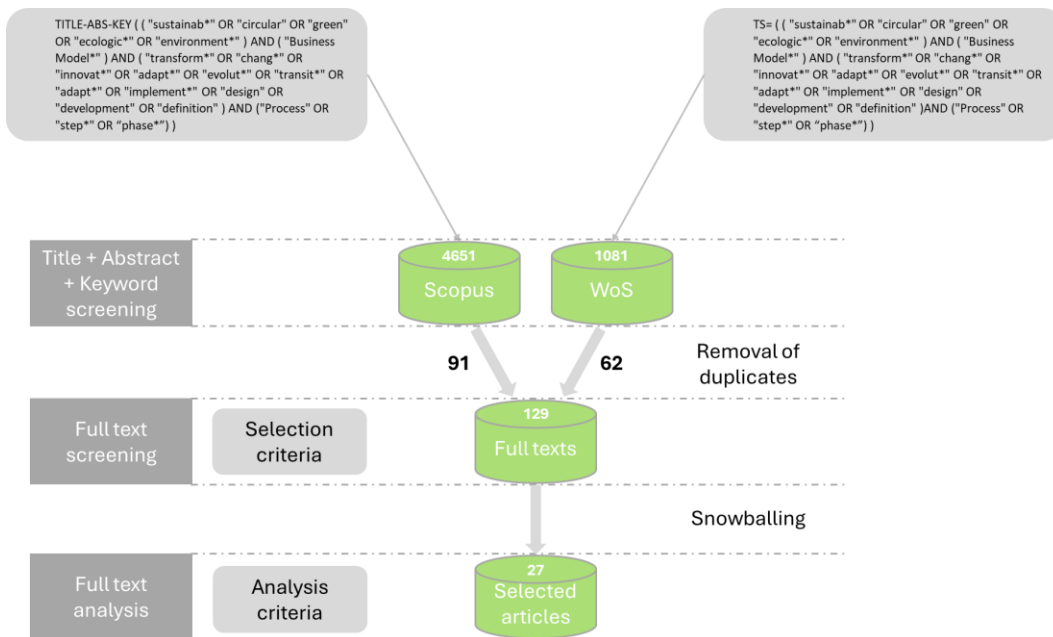 TITLE-ABS-KEY ( ( "sustainab*" OR "circular" OR "green"
OR "ecologic*" OR "environment*" ) AND ( "Business
Model*" ) AND ( "transform*" OR "chang*" OR
"innovat*" OR "adapt*" OR "evolut*" OR "transit*" OR
"adapt*" OR "implement*" OR "design" OR
"development" OR "definition" ) AND ("Process" OR
"step*" OR “phase*”) )
TS= ( ( "sustainab*" OR "circular" OR "green" OR
"ecologic*" OR "environment*" ) AND ( "Business
Model*" ) AND ( "transform*" OR "chang*" OR
"innovat*" OR "adapt*" OR "evolut*" OR "transit*" OR
"adapt*" OR "implement*" OR "design" OR
"development" OR "definition" )AND ("Process" OR
"step*" OR “phase*”) )
Title + Abstract
+ Keyword
screening
4651
Scopus
1081
WoS
91
62
Removal of
duplicates
Full text
screening
Selection
criteria
129
Full texts
Snowballing
Full text
analysis
Analysis
criteria
27
Selected
articles